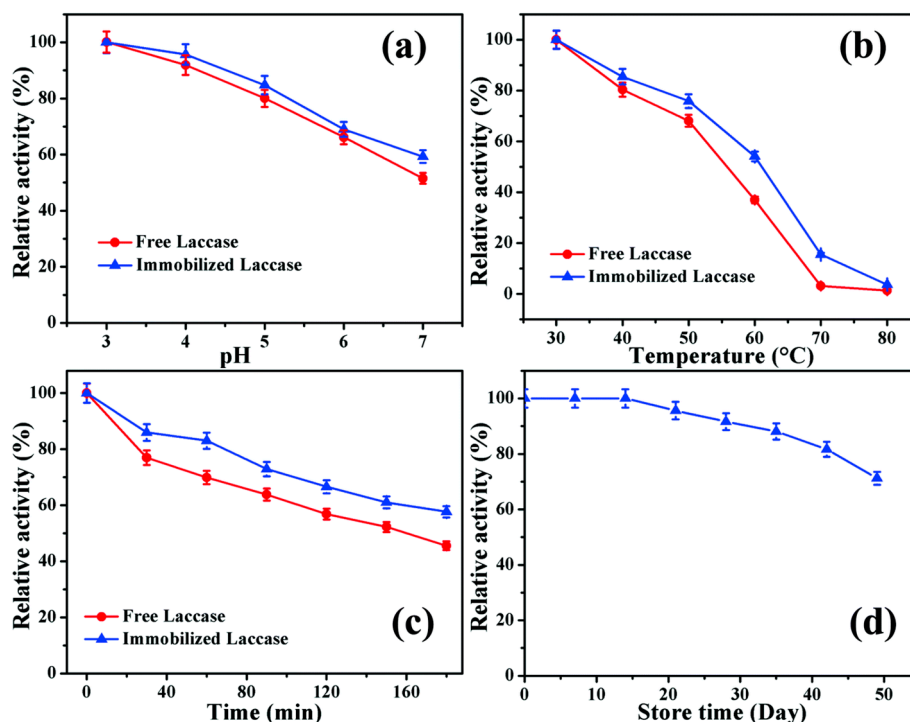 (a)
Relative activity (%)
100
80
60
40
20
0
Free Laccase
Immobilized Laccase
3 4 5 6 7
pH
(b)
Relative activity (%)
100
80
60
40
20
0
Free Laccase
Immobilized Laccase
30 40 50 60 70 80
Temperature (°C)
(c)
Relative activity (%)
100
80
60
40
20
0
Free Laccase
Immobilized Laccase
0 40 80 120 160
Time (min)
(d)
Relative activity (%)
100
80
60
40
20
0
0 10 20 30 40 50
Store time (Day)